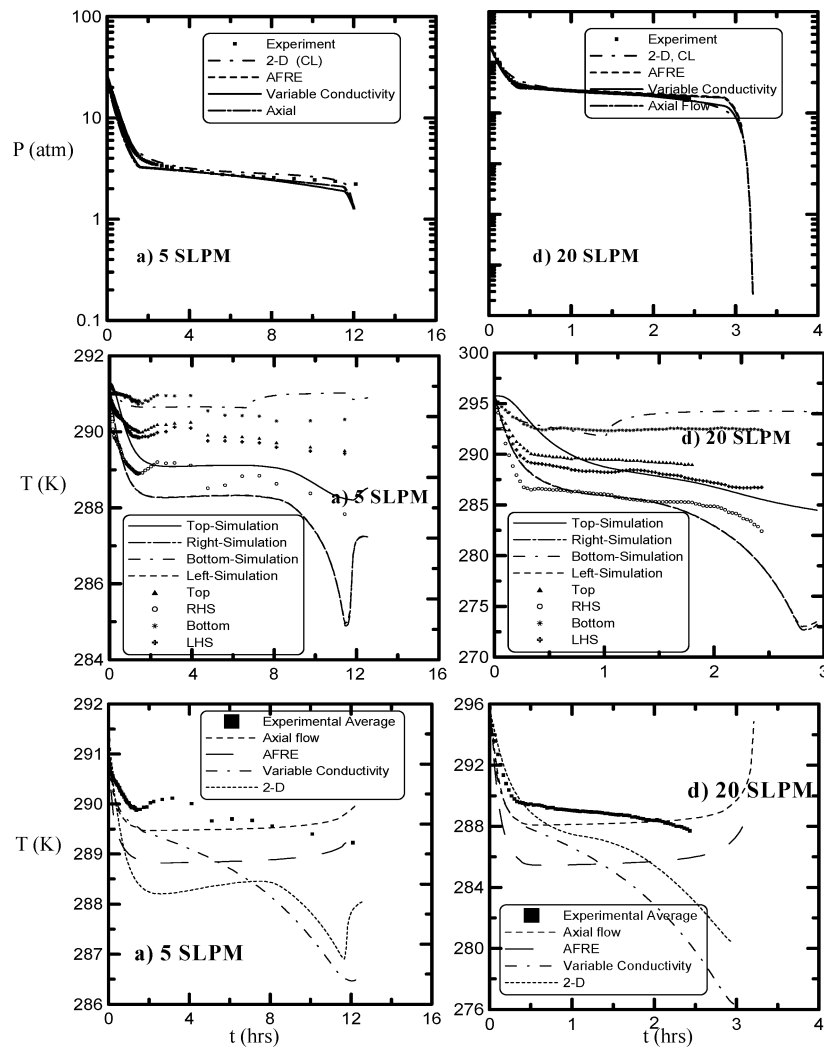 100
10
1
0.1
P (atm)
Experiment
2-D (CL)
AFRE
Variable Conductivity
Axial
a) 5 SLPM
0 4 8 12 16
Experiment
2-D, CL
AFRE
Variable Conductivity
Axial Flow
d) 20 SLPM
0 1 2 3 4
292
290
288
286
284
T (K)
a) 5 SLPM
Top-Simulation
Right-Simulation
Bottom-Simulation
Left-Simulation
Top
RHS
Bottom
LHS
0 4 8 12 16
300
295
290
285
280
275
270
d) 20 SLPM
Top-Simulation
Right-Simulation
Bottom-Simulation
Left-Simulation
Top
RHS
Bottom
LHS
0 1 2 3
292
291
290
289
288
287
286
T (K)
Experimental Average
Axial flow
AFRE
Variable Conductivity
2-D
a) 5 SLPM
0 4 8 12 16
t (hrs)
296
292
288
284
280
276
d) 20 SLPM
Experimental Average
Axial flow
AFRE
Variable Conductivity
2-D
0 1 2 3 4
t (hrs)